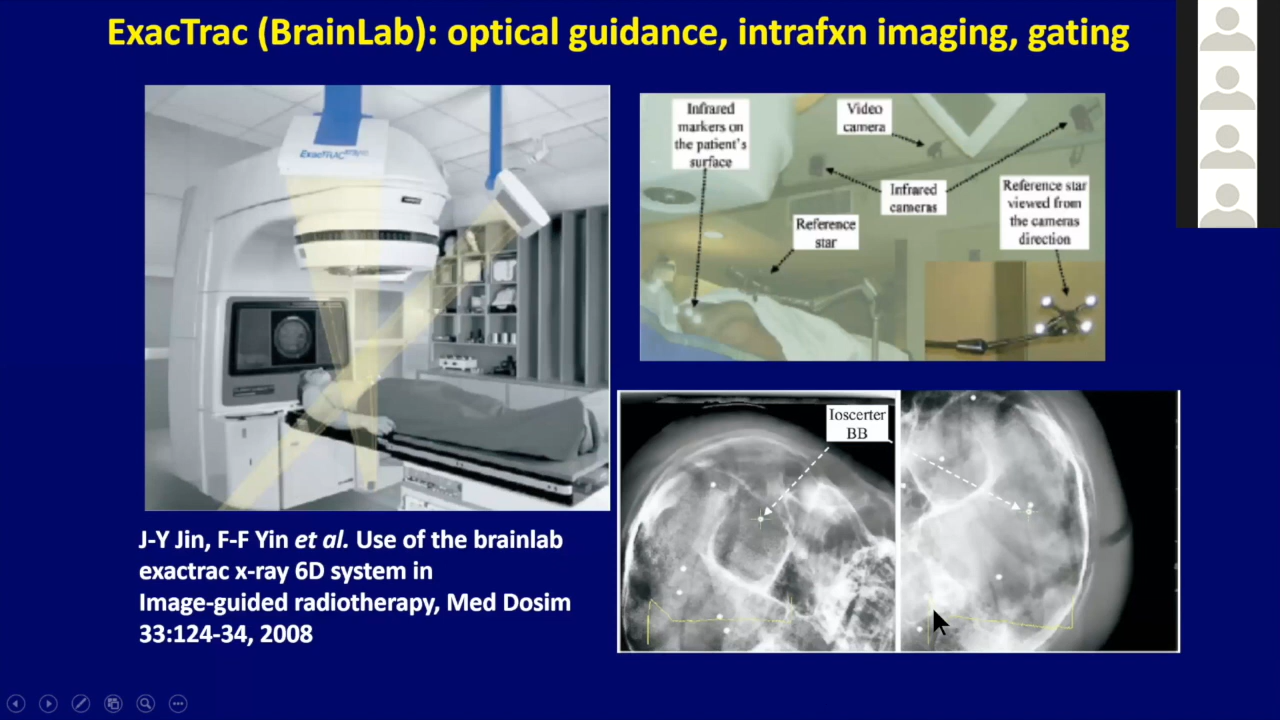 ExacTrac (BrainLab): optical guidance, intrafxn imaging, gating
ExacTRAC
Infrared
markers on
the patient's
surface
Video
camera
Infrared
cameras
Reference
star
Reference star
viewed from
the cameras
direction
Ioscerter
BB
J-Y Jin, F-F Yin et al. Use of the brainlab
exactrac x-ray 6D system in
Image-guided radiotherapy, Med Dosim
33:124-34, 2008